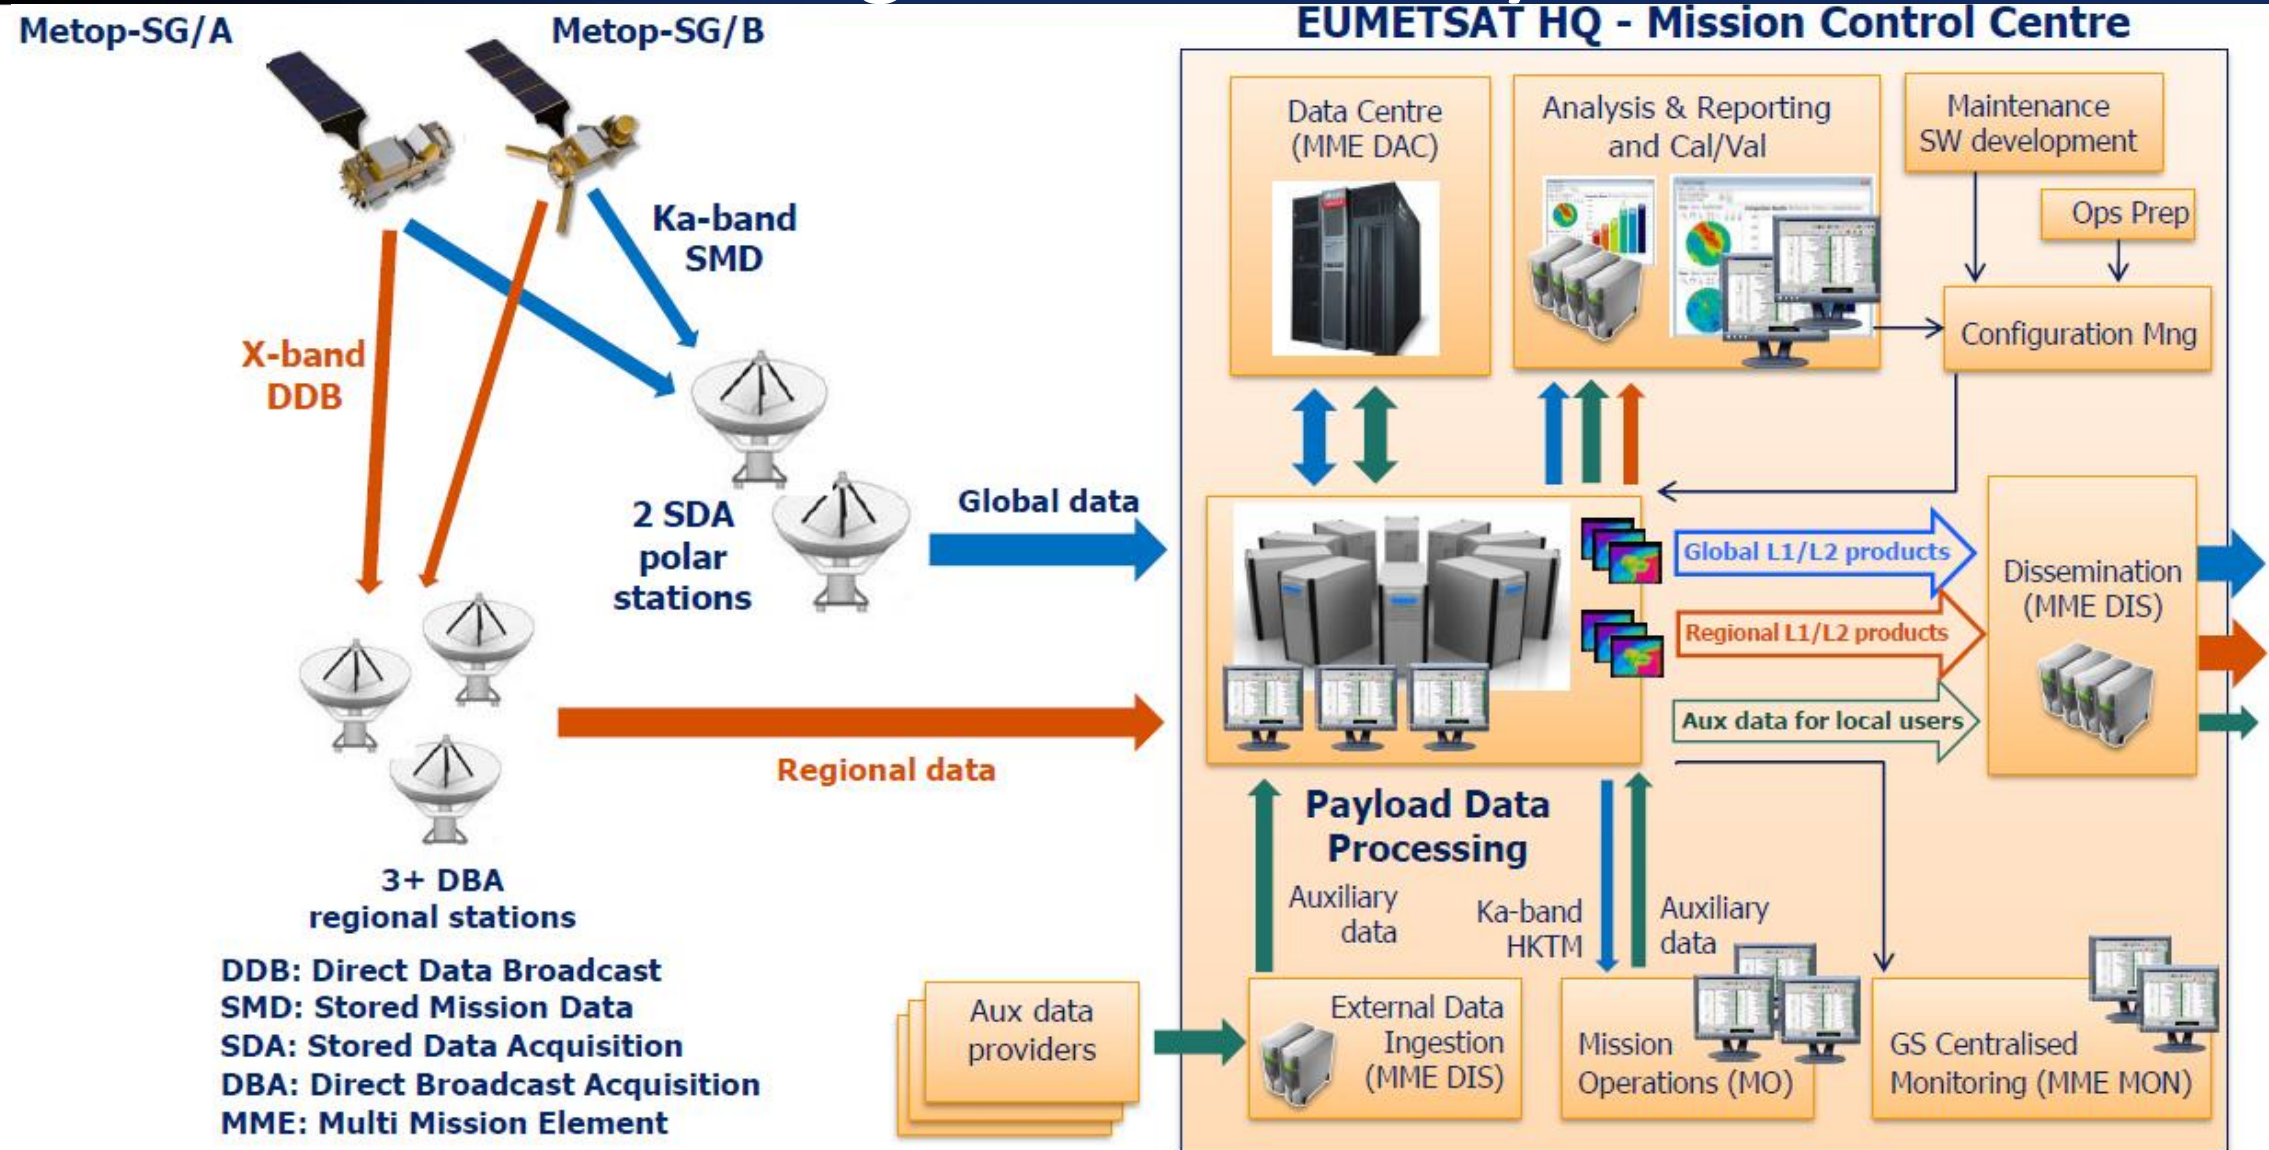 Metop-SG/A
Metop-SG/B
EUMETSAT HQ - Mission Control Centre
Data Centre
(MME DAC)
Analysis & Reporting
and Cal/Val
Maintenance
SW development
Ops Prep
Configuration Mng
Ka-band
SMD
X-band
DDB
2 SDA
polar
stations
Global data
Global L1/L2 products
Regional L1/L2 products
Aux data for local users
Dissemination
(MME DIS)
Regional data
Payload Data
Processing
3+ DBA
regional stations
Auxiliary
data
Ka-band
HKTM
Auxiliary
data
DDB: Direct Data Broadcast
SMD: Stored Mission Data
SDA: Stored Data Acquisition
DBA: Direct Broadcast Acquisition
MME: Multi Mission Element
Aux data
providers
External Data
Ingestion
(MME DIS)
Mission
Operations (MO)
GS Centralised
Monitoring (MME MON)